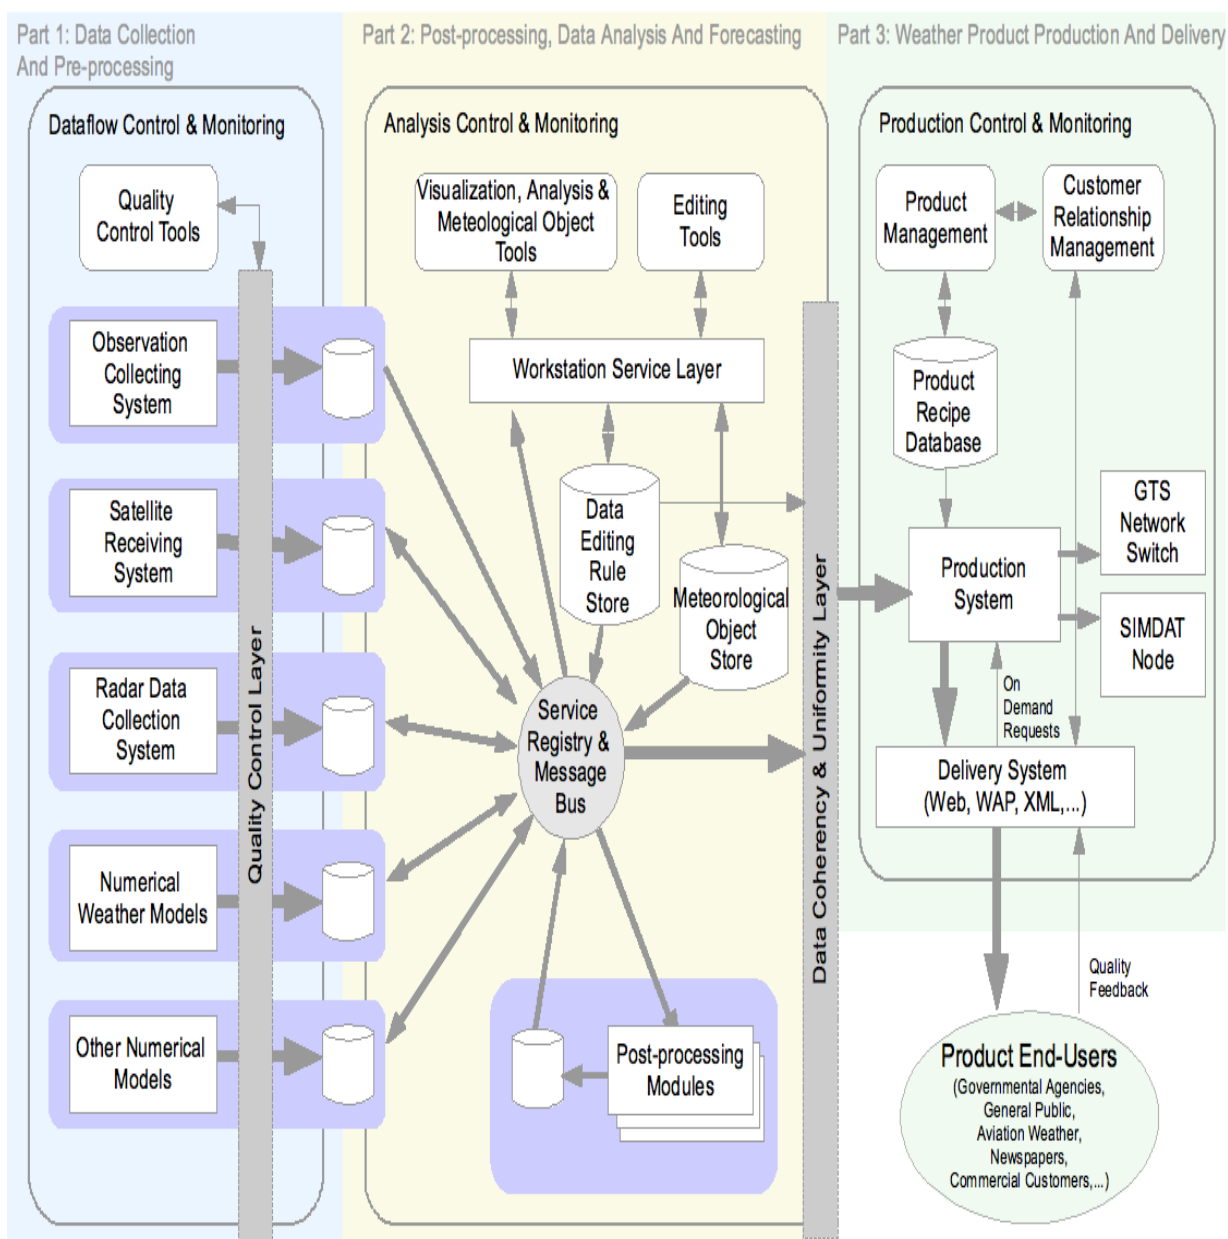 Part 1: Data Collection
And Pre-processing
Part 2: Post-processing, Data Analysis And Forecasting
Part 3: Weather Product Production And Delivery
Dataflow Control & Monitoring
Quality
Control Tools
Observation
Collecting
System
Satellite
Receiving
System
Radar Data
Collection
System
Numerical
Weather Models
Other Numerical
Models
Quality Control Layer
Analysis Control & Monitoring
Visualization, Analysis &
Meteological Object
Tools
Editing
Tools
Workstation Service Layer
Data
Editing
Rule
Store
Meteorological
Object
Store
Service
Registry &
Message
Bus
Post-processing
Modules
Data Coherency & Uniformity Layer
Production Control & Monitoring
Product
Management
Customer
Relationship
Management
Product
Recipe
Database
GTS
Network
Switch
Production
System
SIMDAT
Node
On
Demand
Requests
Delivery System
(Web, WAP, XML,...)
Quality
Feedback
Product End-Users
(Governmental Agencies,
General Public,
Aviation Weather,
Newspapers,
Commercial Customers,...)